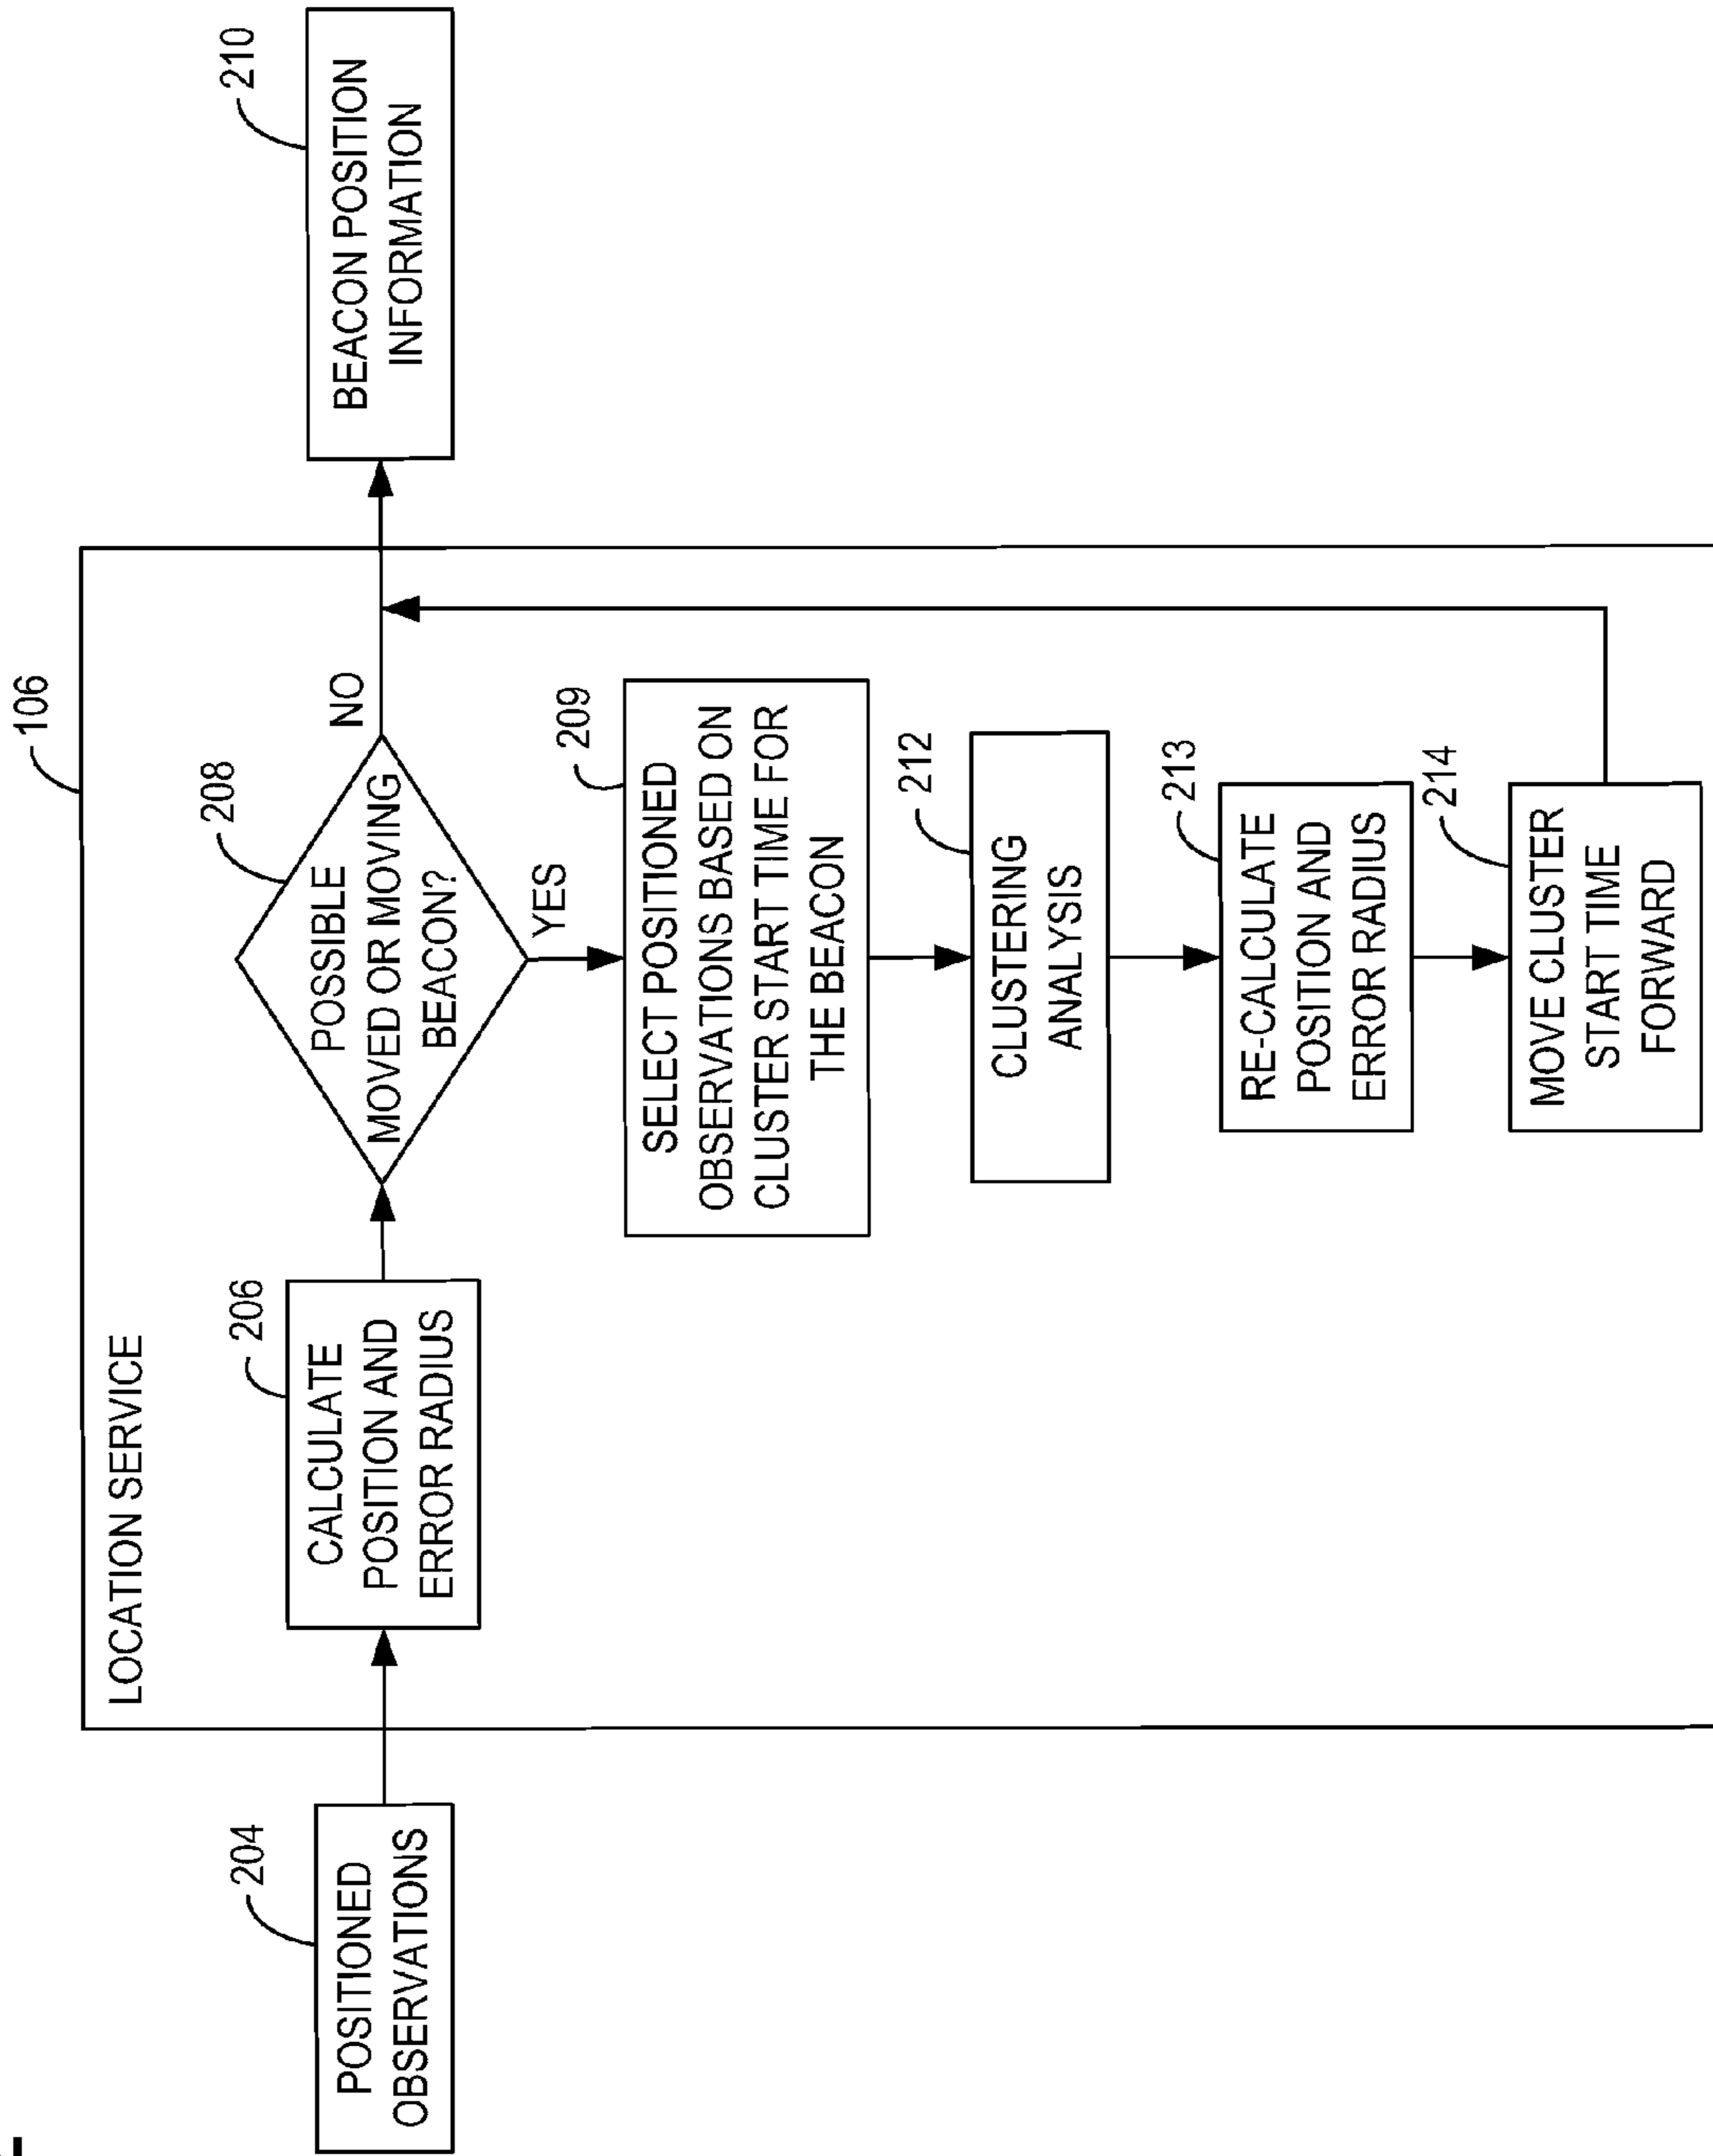 106
LOCATION SERVICE
204
POSITIONED
OBSERVATIONS
206
CALCULATE
POSITION AND
ERROR RADIUS
208
POSSIBLE
MOVED OR MOVING
BEACON?
NO
YES
210
BEACON POSITION
INFORMATION
209
SELECT POSITIONED
OBSERVATIONS BASED ON
CLUSTER START TIME FOR
THE BEACON
212
CLUSTERING
ANALYSIS
213
RE-CALCULATE
POSITION AND
ERROR RADIUS
214
MOVE CLUSTER
START TIME
FORWARD